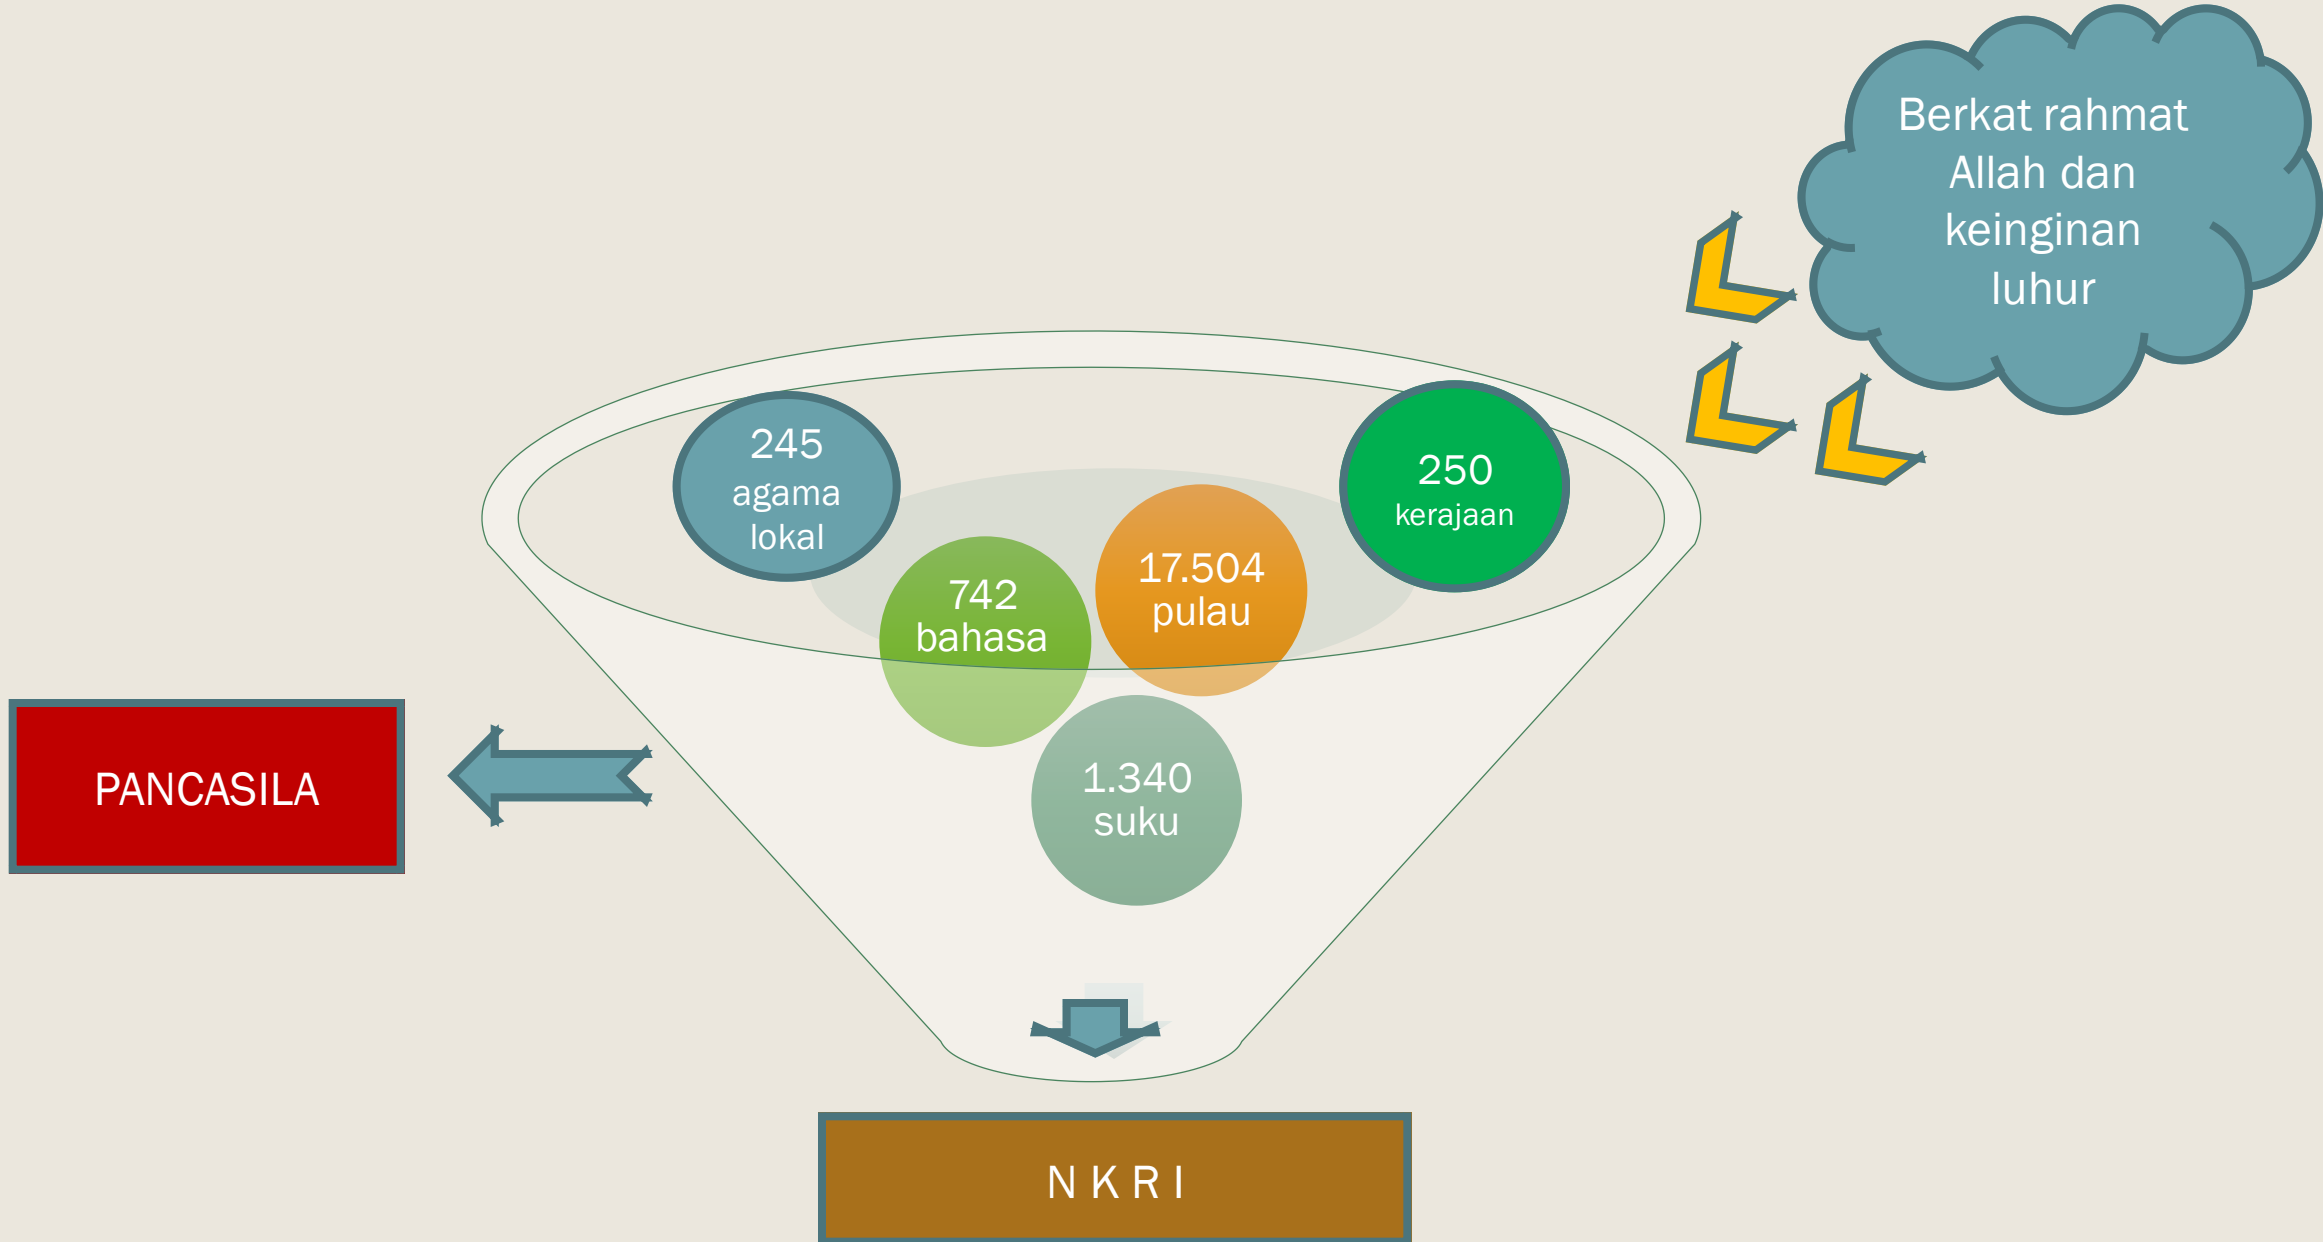 Berkat rahmat
Allah dan
keinginan
luhur
245
agama
lokal
250
kerajaan
742
bahasa
17.504
pulau
1.340
suku
PANCASILA
N K R I